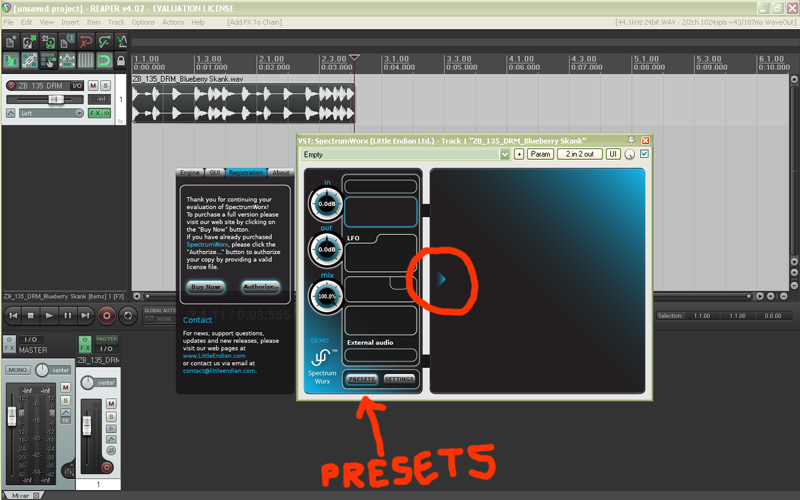 [unsaved project] - REAPER v4.02 - EVALUATION LICENSE
File Edit View Insert Item Track Options Actions Help [Add FX To Chain] [44.1kHz 24bit WAV : 2/2ch 1024spls ~43/187ms WaveOut]
1.1.00 1.3.00 2.1.00 2.3.00 3.1.00 3.3.00 4.1.00 4.3.00 5.1.00 5.3.00 6.1.00
0:00.000 0:01.000 0:02.000 0:03.000 0:04.000 0:05.000 0:06.000 0:07.000 0:08.000 0:09.000 0:10.000
ZB_135_DRM_Blueberry Skank.wav
ZB_135_DRM I/O M S
-inf
1
Left
FX
VST: SpectrumWorx (Little Endian Ltd.) - Track 1 "ZB_135_DRM_Blueberry Skank"
Empty + Param 2 in 2 out UI
Engine GUI Registration About
Thank you for continuing your
evaluation of SpectrumWorx!
To purchase a full version please
visit our web site by clicking on
the "Buy Now" button.
If you have already purchased
SpectrumWorx, please click the
"Authorize..." button to authorize
your copy by providing a valid
license file.
Buy Now Authorize...
Contact
For news, support questions,
updates and new releases, please
visit our web pages at
www.LittleEndian.com
or contact us via email at
contact@littleendian.com.
in
0.0dB
out
0.0dB
LFO
mix
100.0%
External audio
DEMO
TM
Spectrum
Worx
PRESETS SETTINGS
ZB_135_DRM_Blueberry Skank [items] 1 [FX]
GLOBAL AUTO
Selection: 1.1.00 1.1.00 0.0.00
I/O
MASTER
MONO
center
-inf -inf
M
S
FX
MASTER
I/O
ZB_135_DRM
center
-inf
M
S
1
Mixer
PRESETS